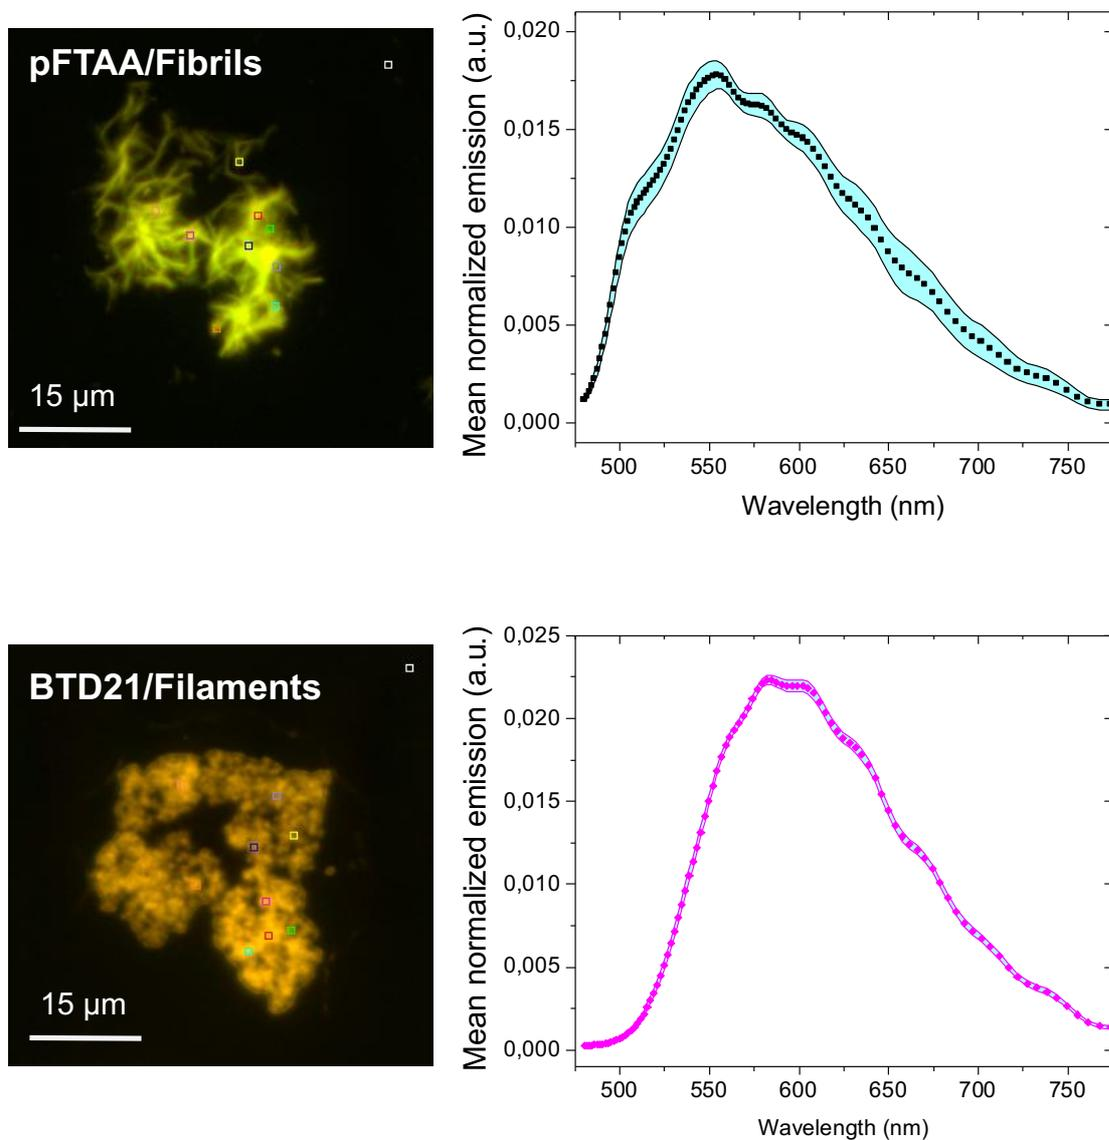 pFTAA/Fibrils
15 µm
Mean normalized emission (a.u.)
0,020
0,015
0,010
0,005
0,000
500 550 600 650 700 750
Wavelength (nm)
BTD21/Filaments
15 µm
Mean normalized emission (a.u.)
0,025
0,020
0,015
0,010
0,005
0,000
500 550 600 650 700 750
Wavelength (nm)